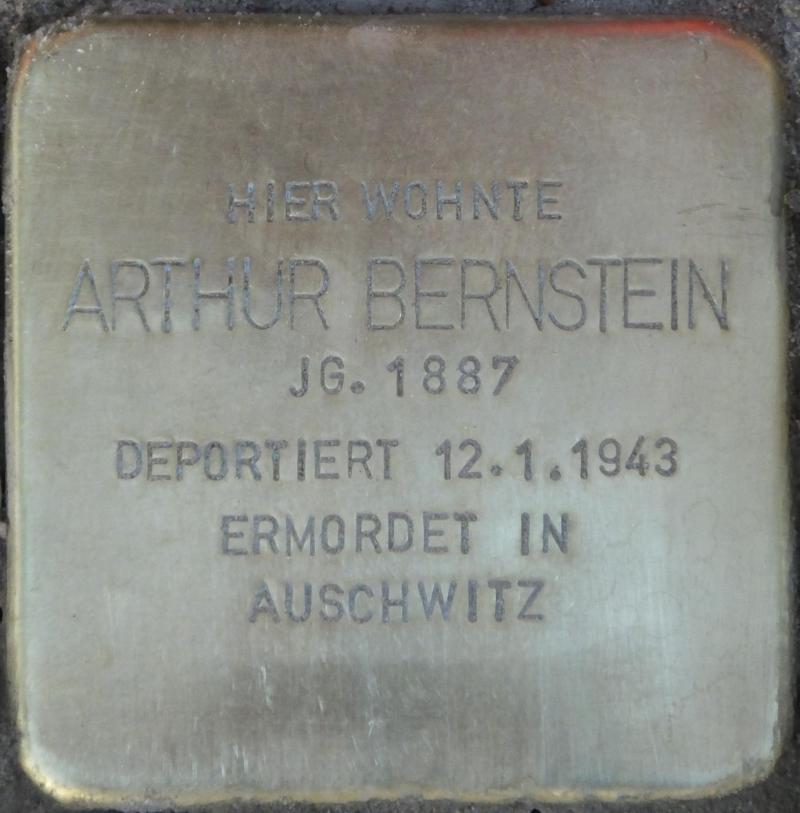 HIER WOHNTE
ARTHUR BERNSTEIN
JG. 1887
DEPORTIERT 12.1.1943
ERMORDET IN
AUSCHWITZ